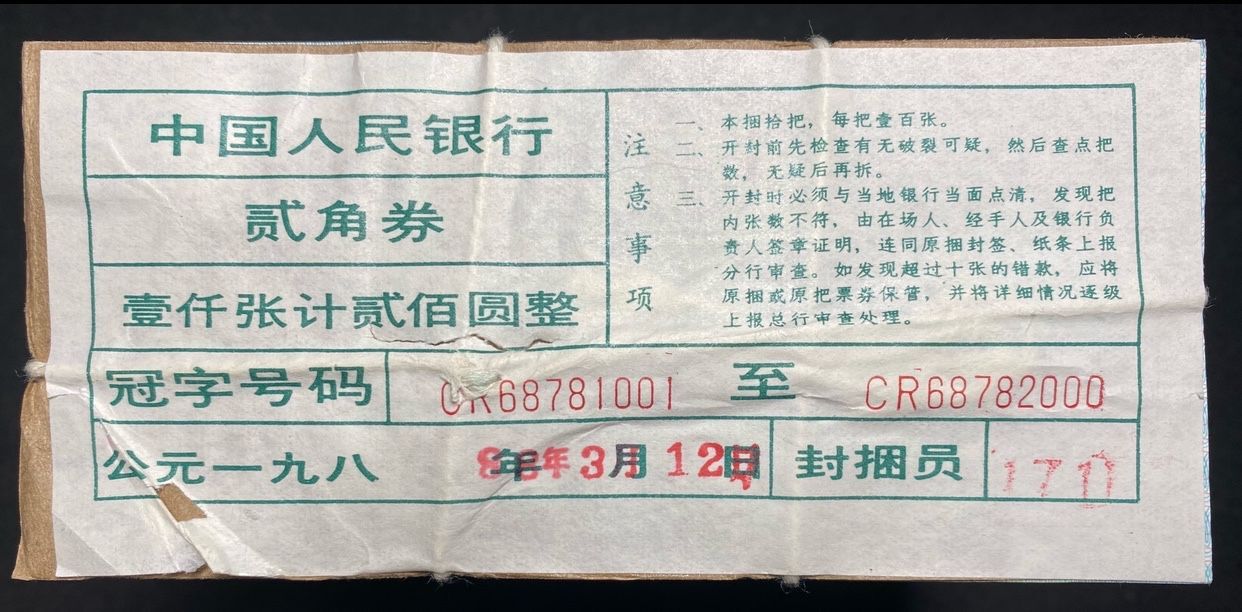 中国人民银行
贰角券
壹仟张计贰佰圆整
注意事项
一、本捆拾把，每把壹百张。
二、开封前先检查有无破裂可疑，然后查点把
数，无疑后再拆。
三、开封时必须与当地银行当面点清，发现把
内张数不符，由在场人、经手人及银行负
责人签章证明，连同原捆封签、纸条上报
分行审查。如发现超过十张的错款，应将
原捆或原把票券保管，并将详细情况逐级
上报总行审查处理。
冠字号码 CR68781001 至 CR68782000
公元一九八 年 3月 12日 封捆员 170